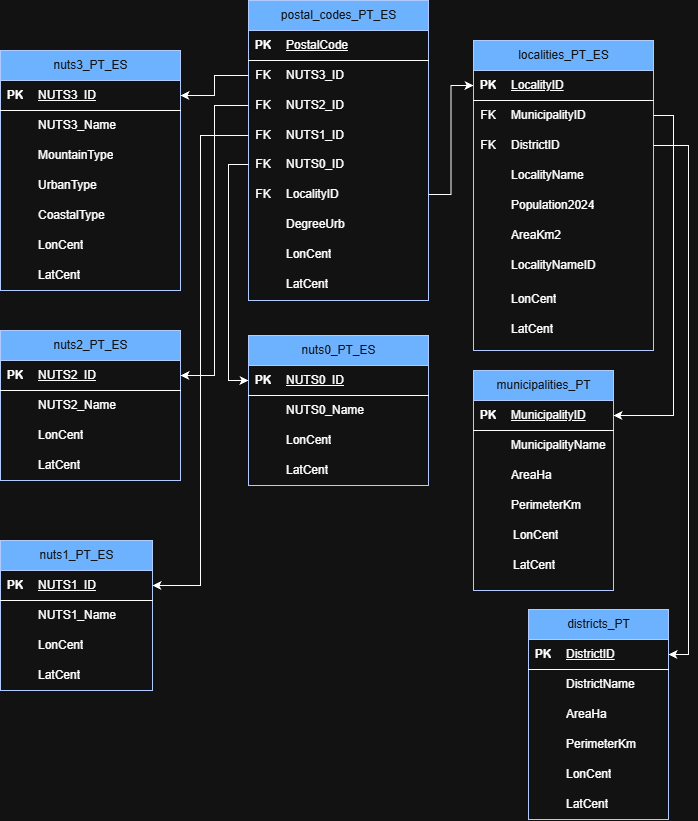 postal_codes_PT_ES
PK PostalCode
FK NUTS3_ID
FK NUTS2_ID
FK NUTS1_ID
FK NUTS0_ID
FK LocalityID
DegreeUrb
LonCent
LatCent
nuts3_PT_ES
PK NUTS3_ID
NUTS3_Name
MountainType
UrbanType
CoastalType
LonCent
LatCent
localities_PT_ES
PK LocalityID
FK MunicipalityID
FK DistrictID
LocalityName
Population2024
AreaKm2
LocalityNameID
LonCent
LatCent
nuts2_PT_ES
PK NUTS2_ID
NUTS2_Name
LonCent
LatCent
nuts0_PT_ES
PK NUTS0_ID
NUTS0_Name
LonCent
LatCent
municipalities_PT
PK MunicipalityID
MunicipalityName
AreaHa
PerimeterKm
LonCent
LatCent
nuts1_PT_ES
PK NUTS1_ID
NUTS1_Name
LonCent
LatCent
districts_PT
PK DistrictID
DistrictName
AreaHa
PerimeterKm
LonCent
LatCent